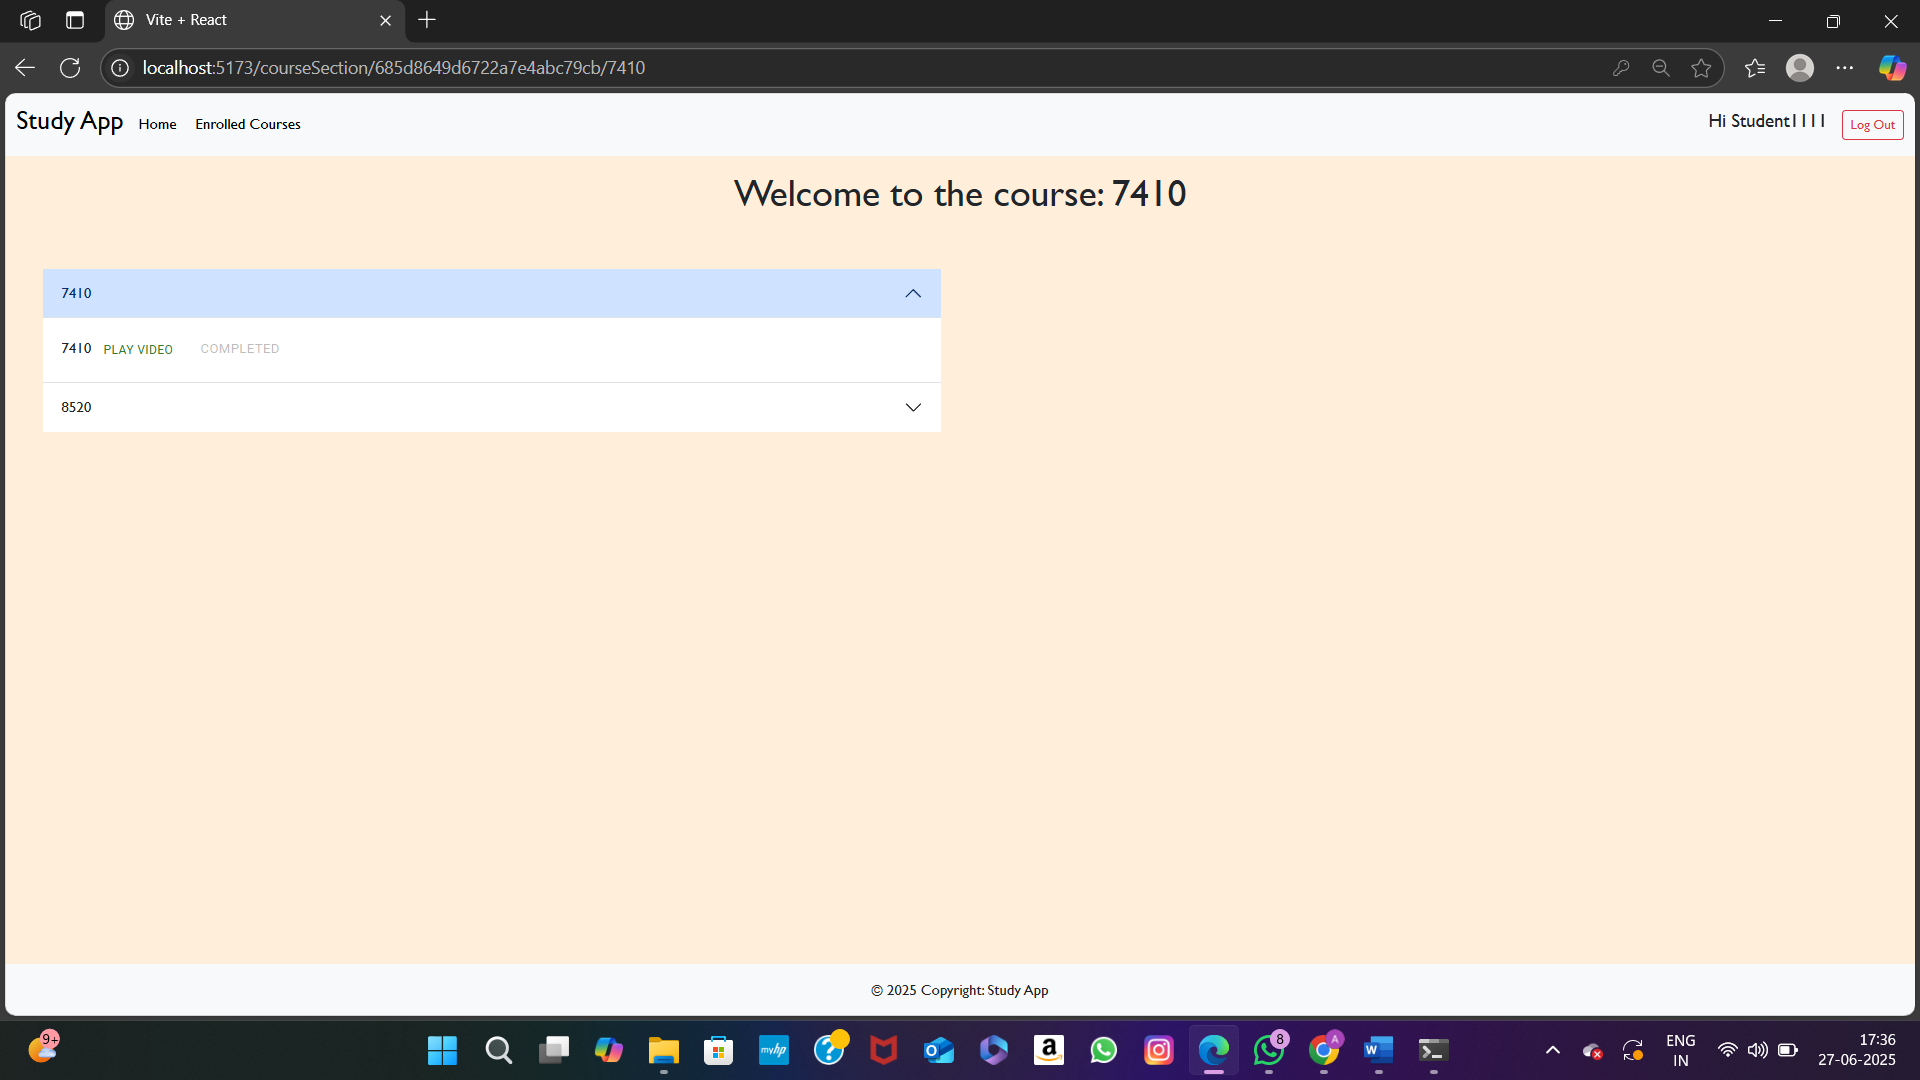 Vite + React
localhost:5173/courseSection/685d8649d6722a7e4abc79cb/7410
Study App Home Enrolled Courses Hi Student1111 Log Out
Welcome to the course: 7410
7410
7410 PLAY VIDEO COMPLETED
8520
© 2025 Copyright: Study App
9+
myhp
O
a
8
A
W
ENG
IN
17:36
27-06-2025